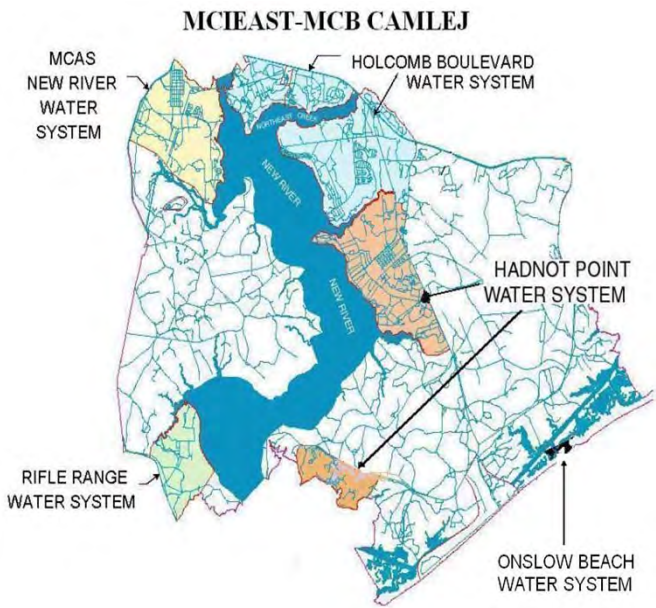 MCIEAST-MCB CAMLEJ
MCAS
NEW RIVER
WATER
SYSTEM
HOLCOMB BOULEVARD
WATER SYSTEM
NORTHEAST CREEK
NEW RIVER
NEW RIVER
HADNOT POINT
WATER SYSTEM
RIFLE RANGE
WATER SYSTEM
ONSLOW BEACH
WATER SYSTEM